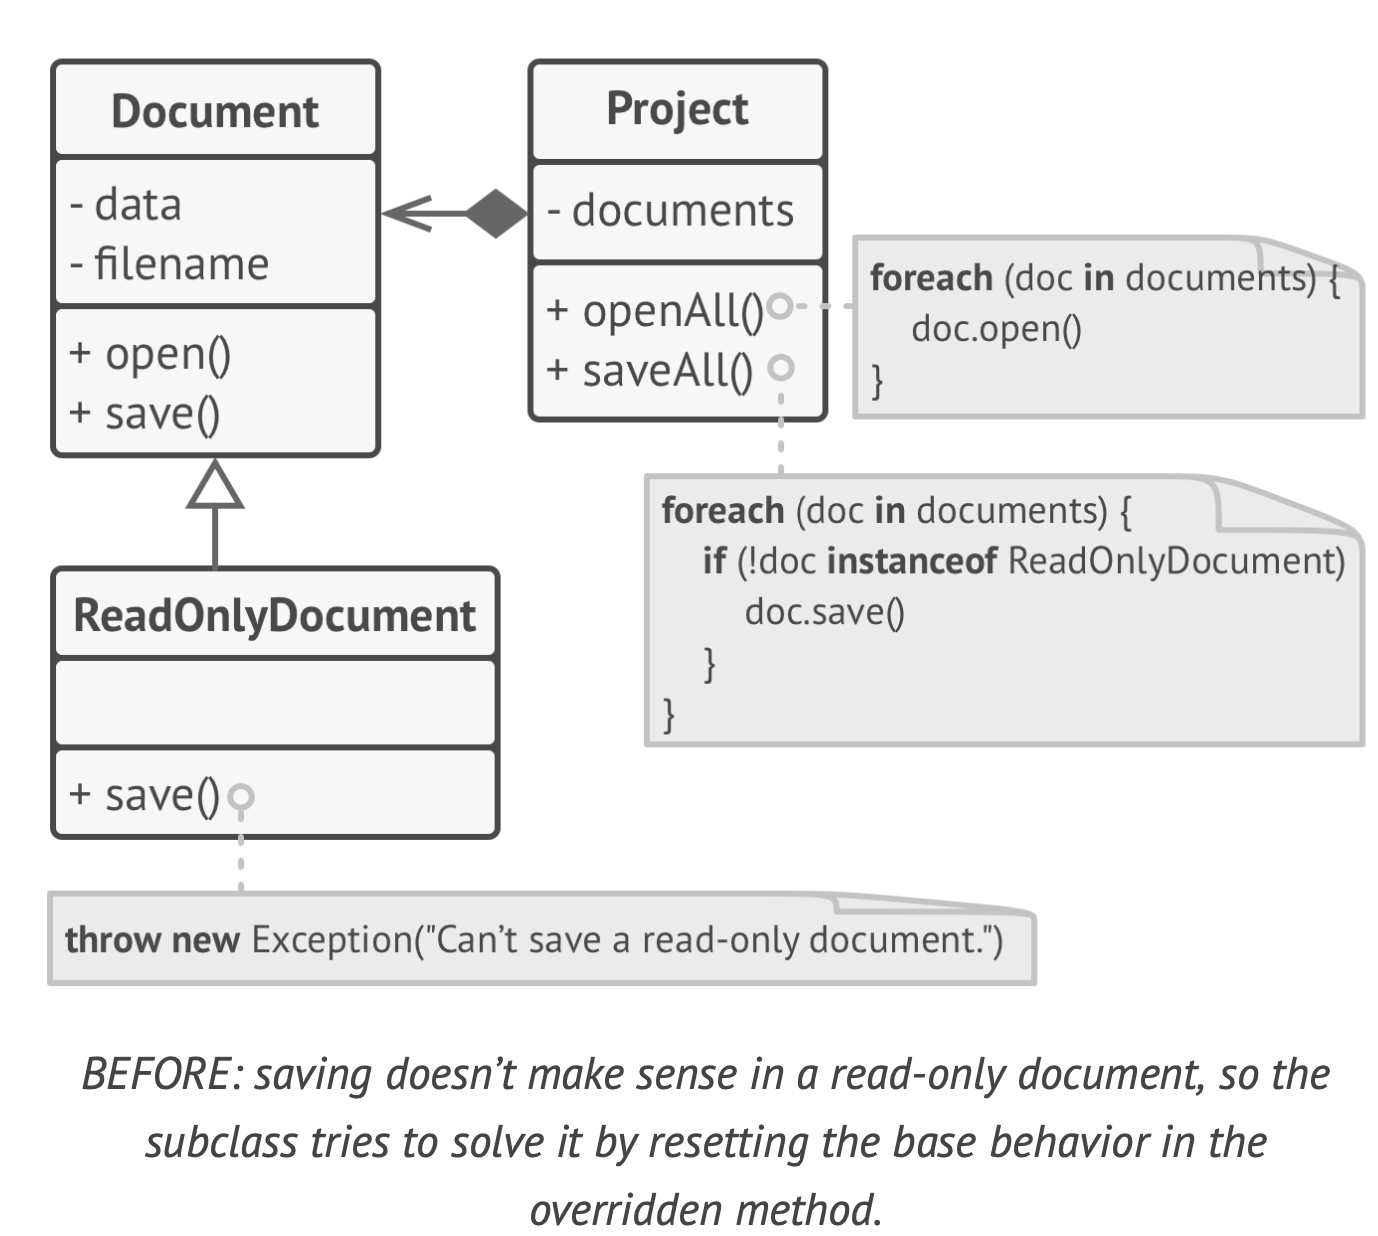 Document
- data
- filename
+ open()
+ save()
Project
- documents
+ openAll()
+ saveAll()
foreach (doc in documents) {
doc.open()
}
foreach (doc in documents) {
if (!doc instanceof ReadOnlyDocument)
doc.save()
}
}
ReadOnlyDocument
+ save()
throw new Exception("Can’t save a read-only document.")
BEFORE: saving doesn’t make sense in a read-only document, so the
subclass tries to solve it by resetting the base behavior in the
overridden method.